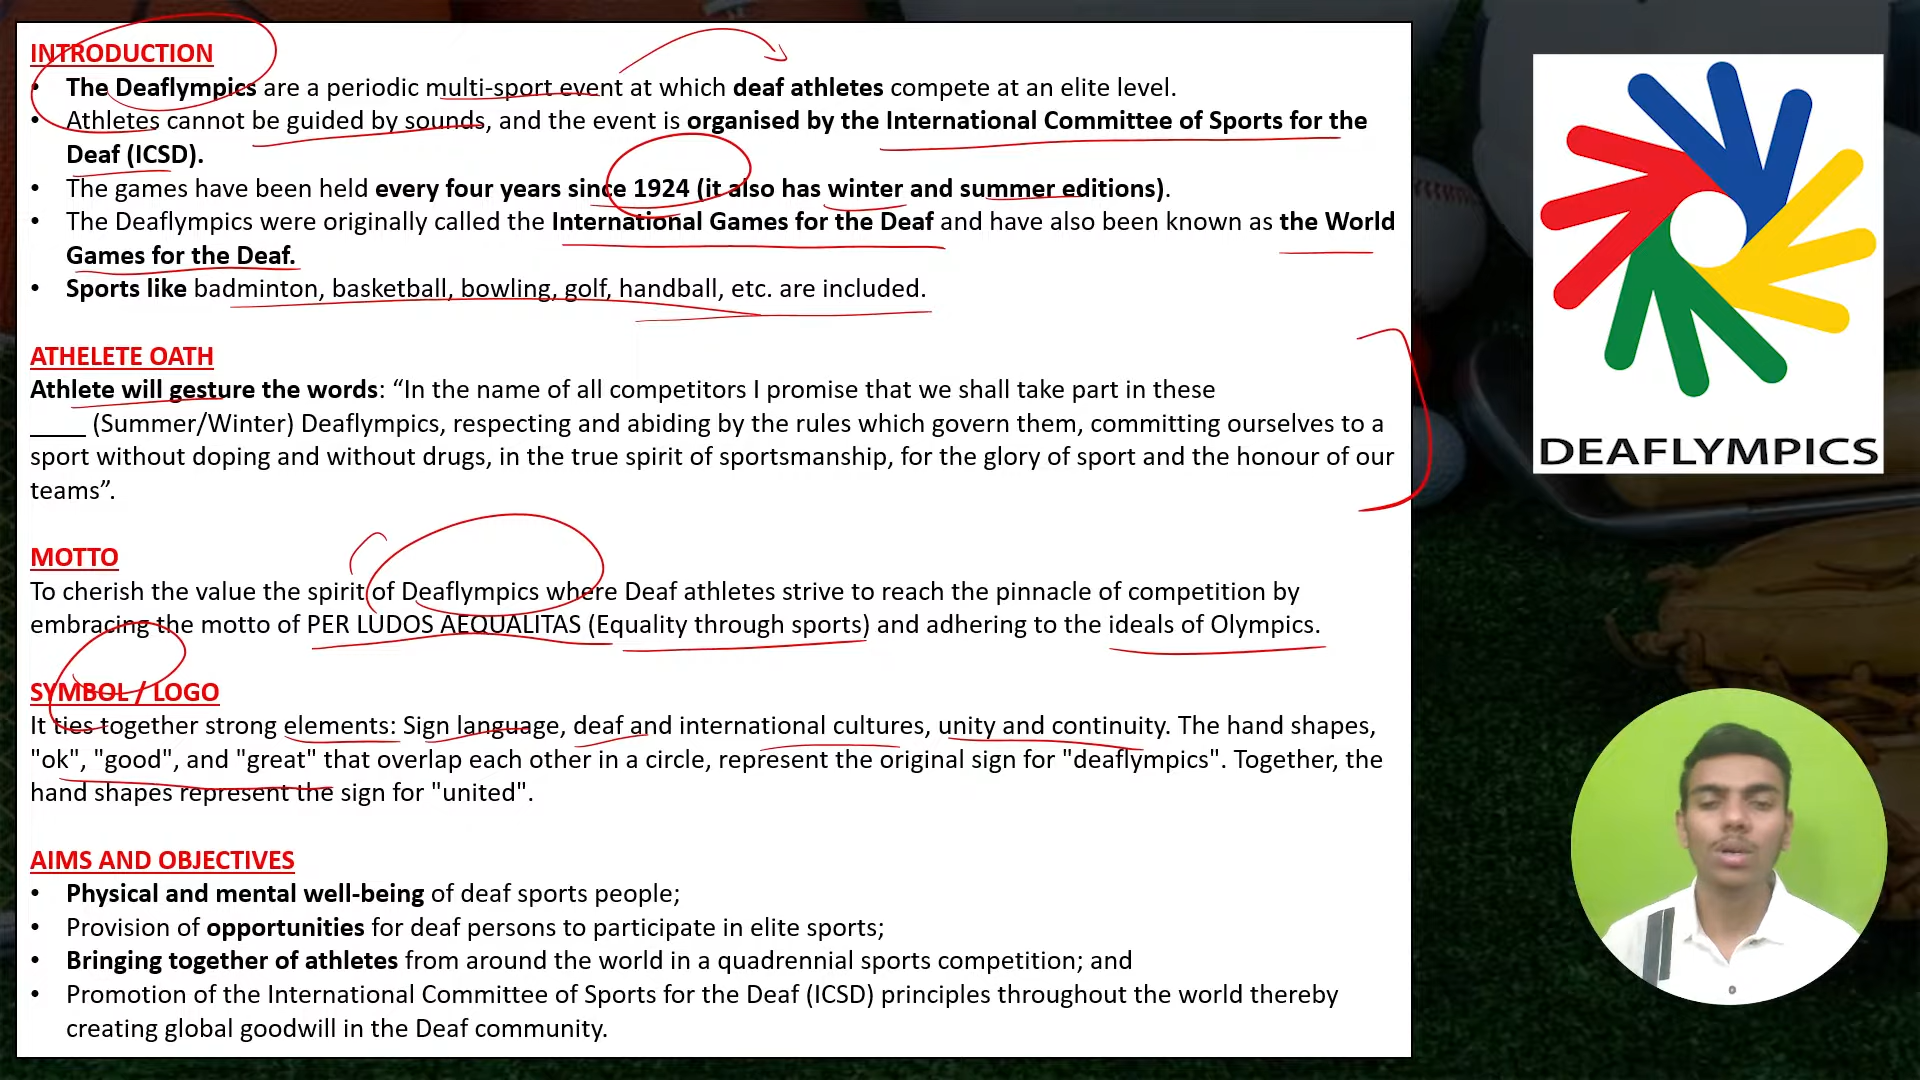 INTRODUCTION
• The Deaflympics are a periodic multi-sport event at which deaf athletes compete at an elite level.
• Athletes cannot be guided by sounds, and the event is organised by the International Committee of Sports for the
Deaf (ICSD).
• The games have been held every four years since 1924 (it also has winter and summer editions).
• The Deaflympics were originally called the International Games for the Deaf and have also been known as the World
Games for the Deaf.
• Sports like badminton, basketball, bowling, golf, handball, etc. are included.
ATHELETE OATH
Athlete will gesture the words: “In the name of all competitors I promise that we shall take part in these
____ (Summer/Winter) Deaflympics, respecting and abiding by the rules which govern them, committing ourselves to a
sport without doping and without drugs, in the true spirit of sportsmanship, for the glory of sport and the honour of our
teams”.
MOTTO
To cherish the value the spirit of Deaflympics where Deaf athletes strive to reach the pinnacle of competition by
embracing the motto of PER LUDOS AEQUALITAS (Equality through sports) and adhering to the ideals of Olympics.
SYMBOL / LOGO
It ties together strong elements: Sign language, deaf and international cultures, unity and continuity. The hand shapes,
"ok", "good", and "great" that overlap each other in a circle, represent the original sign for "deaflympics". Together, the
hand shapes represent the sign for "united".
AIMS AND OBJECTIVES
• Physical and mental well-being of deaf sports people;
• Provision of opportunities for deaf persons to participate in elite sports;
• Bringing together of athletes from around the world in a quadrennial sports competition; and
• Promotion of the International Committee of Sports for the Deaf (ICSD) principles throughout the world thereby
creating global goodwill in the Deaf community.
DEAFLYMPICS